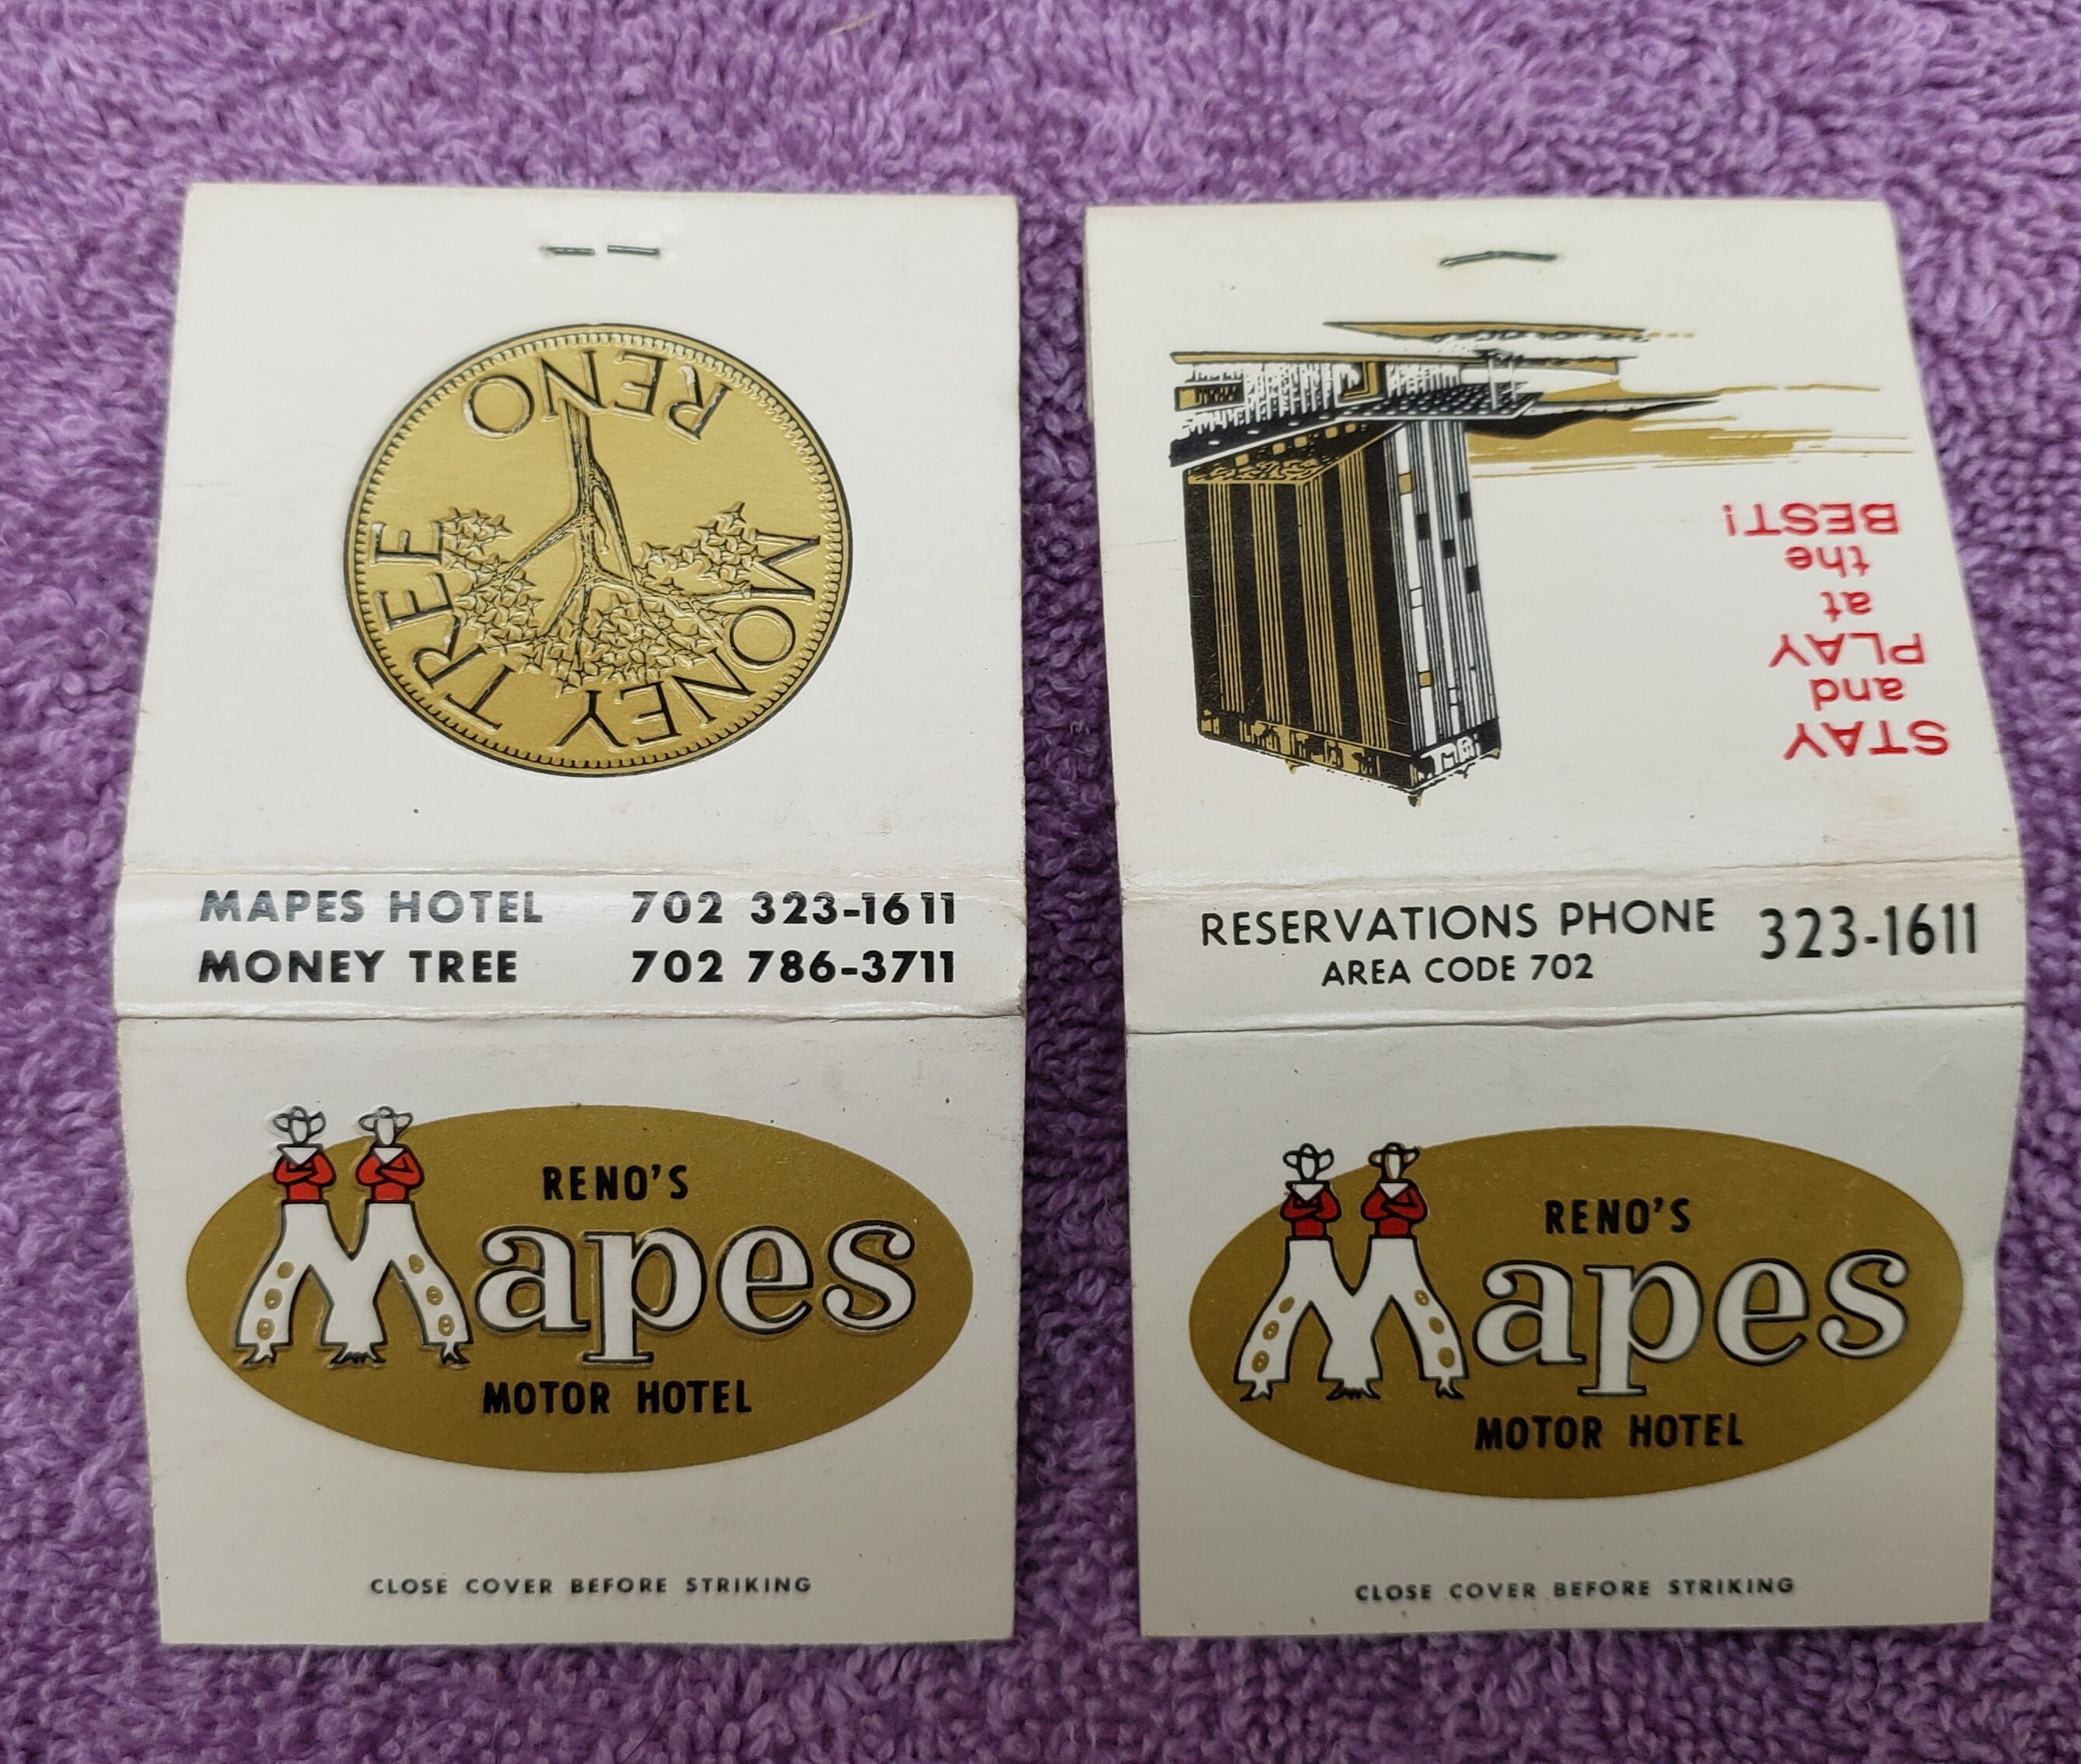 MONEY TREE
RENO
MAPES HOTEL 702 323-1611
MONEY TREE 702 786-3711
RENO'S
Mapes
MOTOR HOTEL
CLOSE COVER BEFORE STRIKING
STAY
and
PLAY
at
the
BEST!
RESERVATIONS PHONE 323-1611
AREA CODE 702
RENO'S
Mapes
MOTOR HOTEL
CLOSE COVER BEFORE STRIKING